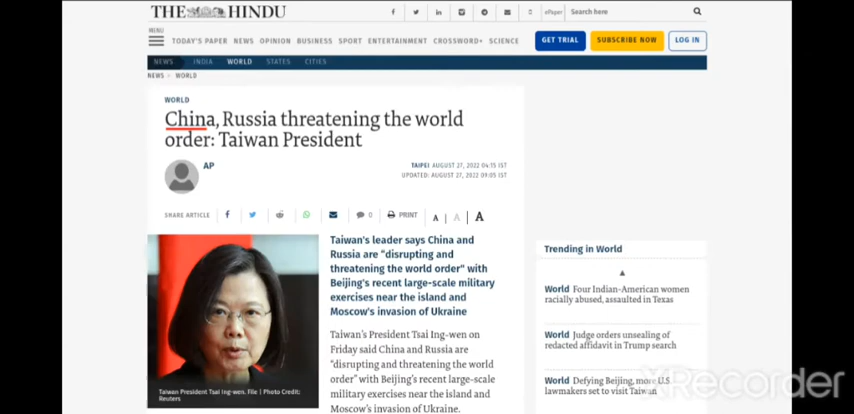 THE HINDU
ePaper
Search here
MENU
TODAY'S PAPER NEWS OPINION BUSINESS SPORT ENTERTAINMENT CROSSWORD+ SCIENCE
GET TRIAL
SUBSCRIBE NOW
LOG IN
NEWS INDIA WORLD STATES CITIES
NEWS WORLD
WORLD
China, Russia threatening the world
order: Taiwan President
AP
TAIPEI AUGUST 27, 2022 04:15 IST
UPDATED: AUGUST 27, 2022 09:05 IST
SHARE ARTICLE
0
PRINT
A A A
Taiwan's leader says China and
Russia are "disrupting and
threatening the world order" with
Beijing's recent large-scale military
exercises near the island and
Moscow's invasion of Ukraine
Taiwan's President Tsai Ing-wen on
Friday said China and Russia are
"disrupting and threatening the world
order" with Beijing's recent large-scale
military exercises near the island and
Moscow's invasion of Ukraine.
Taiwan President Tsai Ing-wen. File | Photo Credit:
Reuters
Trending in World
World Four Indian-American women
racially abused, assaulted in Texas
World Judge orders unsealing of
redacted affidavit in Trump search
World Defying Beijing, more U.S.
lawmakers set to visit Taiwan
XRecorder